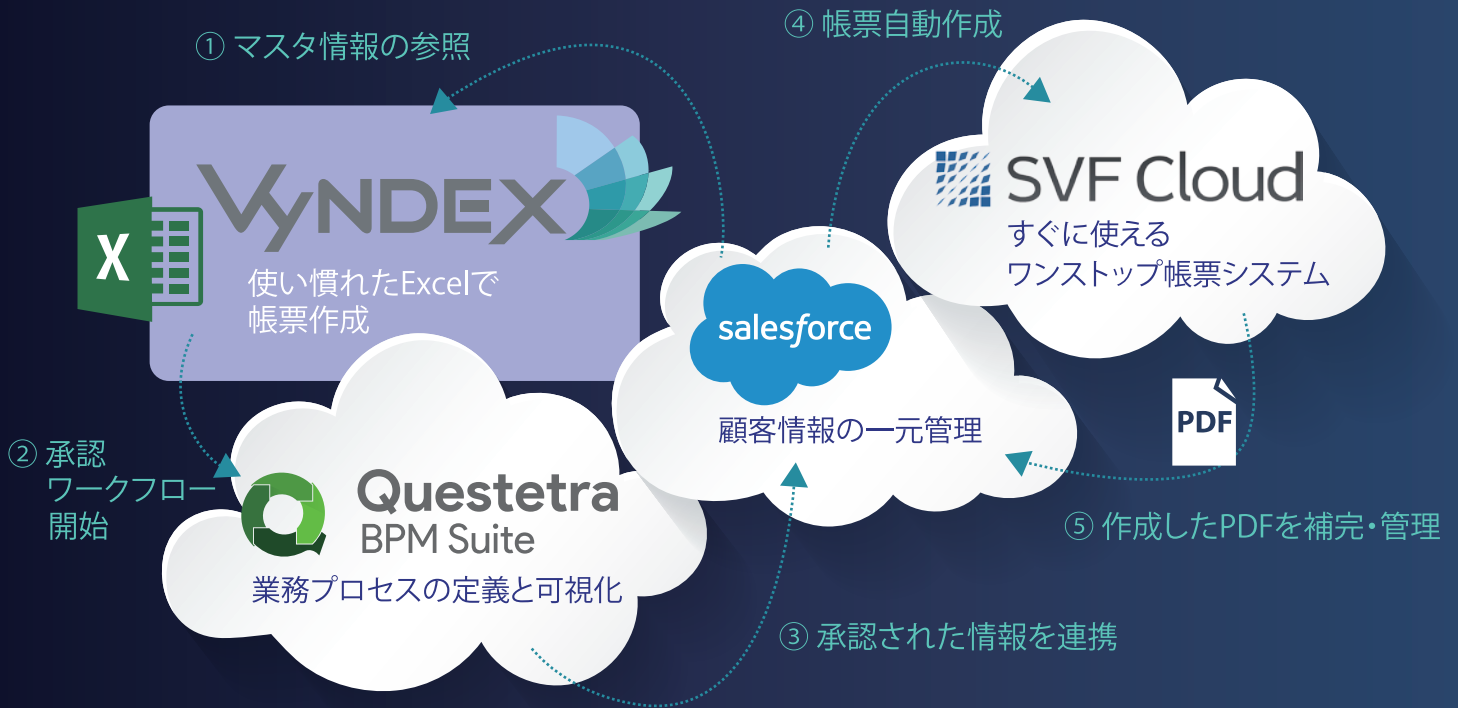 ① マスタ情報の参照
④ 帳票自動作成
VYNDEX
X
使い慣れたExcelで
帳票作成
SVF Cloud
すぐに使える
ワンストップ帳票システム
salesforce
顧客情報の一元管理
PDF
② 承認
ワークフロー
開始
Questetra
BPM Suite
業務プロセスの定義と可視化
⑤ 作成したPDFを補完・管理
③ 承認された情報を連携